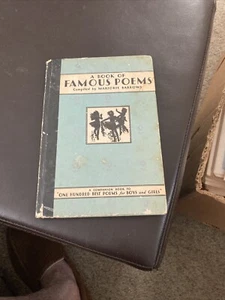 A BOOK OF
FAMOUS POEMS
Compiled by MARJORIE BARROWS
A COMPANION BOOK TO
"ONE HUNDRED BEST POEMS for BOYS and GIRLS"